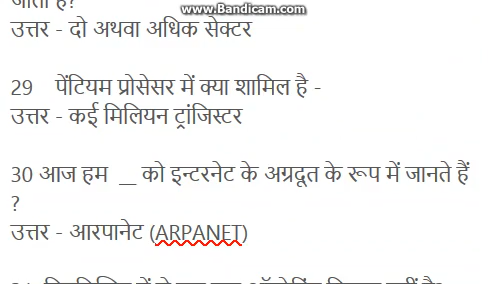 www.Bandicam.com
उत्तर - दो अथवा अधिक सेक्टर
29 पेंटियम प्रोसेसर में क्या शामिल है -
उत्तर - कई मिलियन ट्रांजिस्टर
30 आज हम __ को इन्टरनेट के अग्रदूत के रूप में जानते हैं
?
उत्तर - आरपानेट (ARPANET)